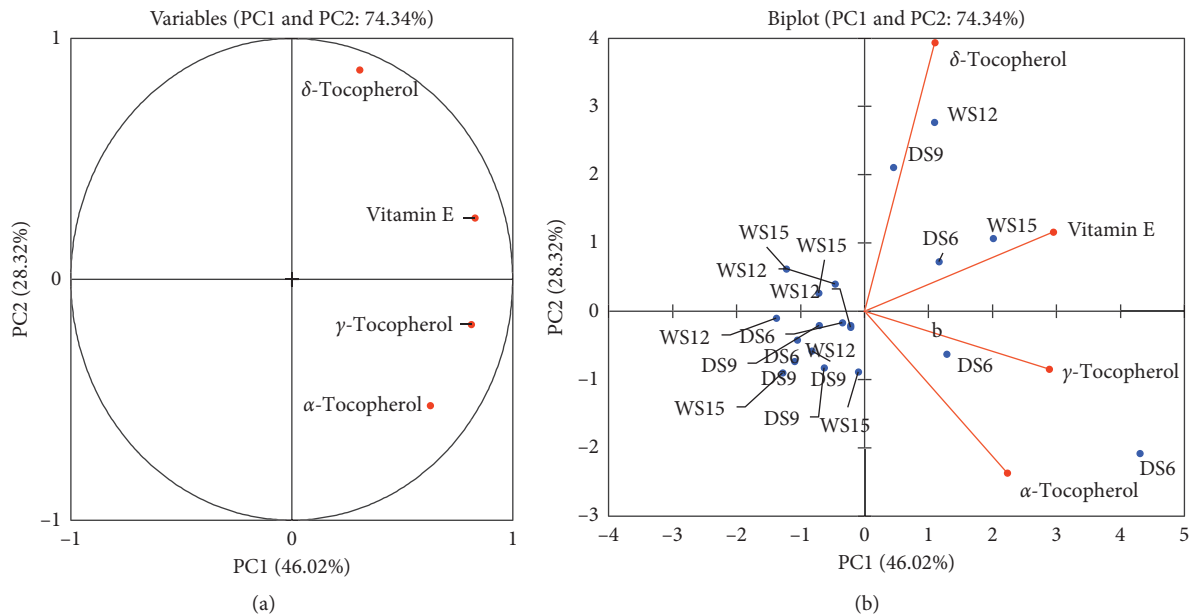 Variables (PC1 and PC2: 74.34%)
1
δ-Tocopherol
Vitamin E
0
γ-Tocopherol
α-Tocopherol
−1
−1
0
1
PC2 (28.32%)
PC1 (46.02%)
(a)
Biplot (PC1 and PC2: 74.34%)
4
δ-Tocopherol
3
WS12
DS9
2
WS15
WS15
WS15
DS6
Vitamin E
1
WS12
WS12
0
b
WS12
DS6
DS6
WS12
DS6
DS9
DS9
DS9
γ-Tocopherol
−1
WS15
DS9
WS15
−2
DS6
α-Tocopherol
−3
−4
−3
−2
−1
0
1
2
3
4
5
PC2 (28.32%)
PC1 (46.02%)
(b)